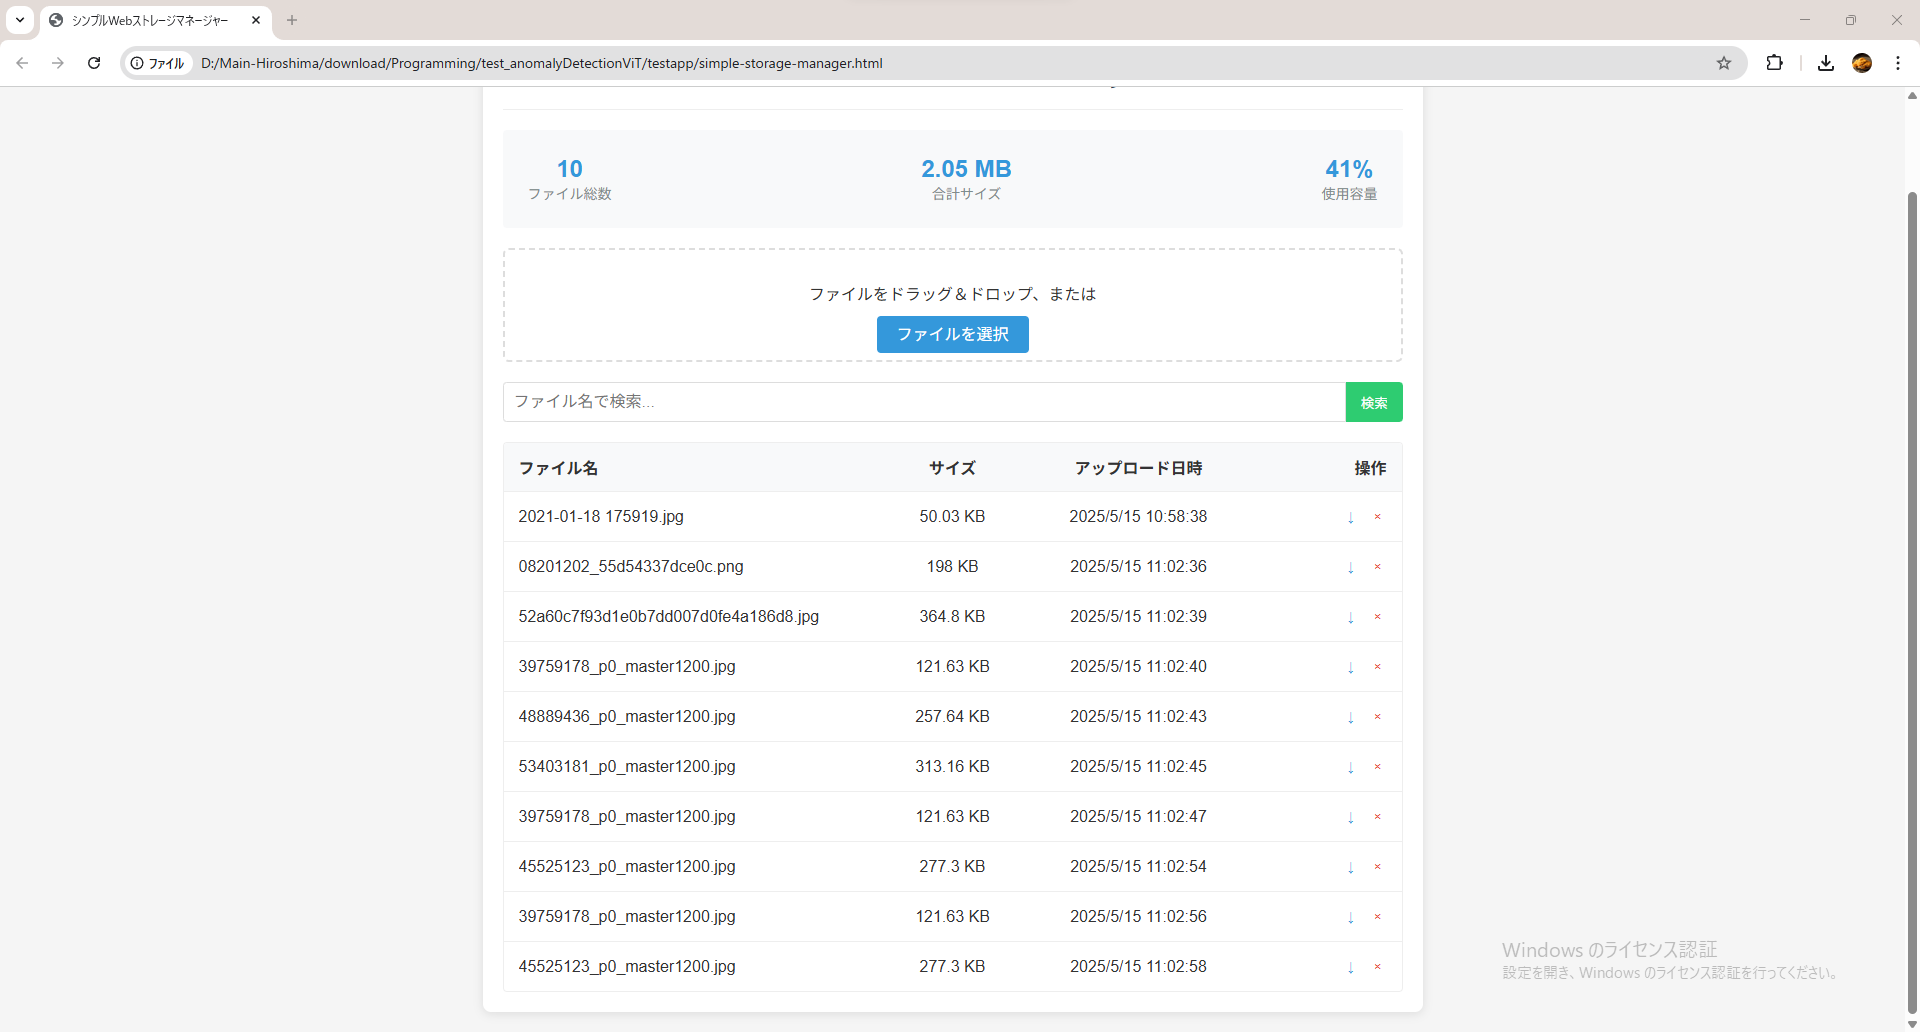 シンプルWebストレージマネージャー
ファイル D:/Main-Hiroshima/download/Programming/test_anomalyDetectionViT/testapp/simple-storage-manager.html
10 2.05 MB 41%
ファイル総数 合計サイズ 使用容量
ファイルをドラッグ＆ドロップ、または
ファイルを選択
ファイル名で検索... 検索
ファイル名 サイズ アップロード日時 操作
2021-01-18 175919.jpg 50.03 KB 2025/5/15 10:58:38 ↓ ×
08201202_55d54337dce0c.png 198 KB 2025/5/15 11:02:36 ↓ ×
52a60c7f93d1e0b7dd007d0fe4a186d8.jpg 364.8 KB 2025/5/15 11:02:39 ↓ ×
39759178_p0_master1200.jpg 121.63 KB 2025/5/15 11:02:40 ↓ ×
48889436_p0_master1200.jpg 257.64 KB 2025/5/15 11:02:43 ↓ ×
53403181_p0_master1200.jpg 313.16 KB 2025/5/15 11:02:45 ↓ ×
39759178_p0_master1200.jpg 121.63 KB 2025/5/15 11:02:47 ↓ ×
45525123_p0_master1200.jpg 277.3 KB 2025/5/15 11:02:54 ↓ ×
39759178_p0_master1200.jpg 121.63 KB 2025/5/15 11:02:56 ↓ ×
45525123_p0_master1200.jpg 277.3 KB 2025/5/15 11:02:58 ↓ ×
Windows のライセンス認証
設定を開き、Windows のライセンス認証を行ってください。